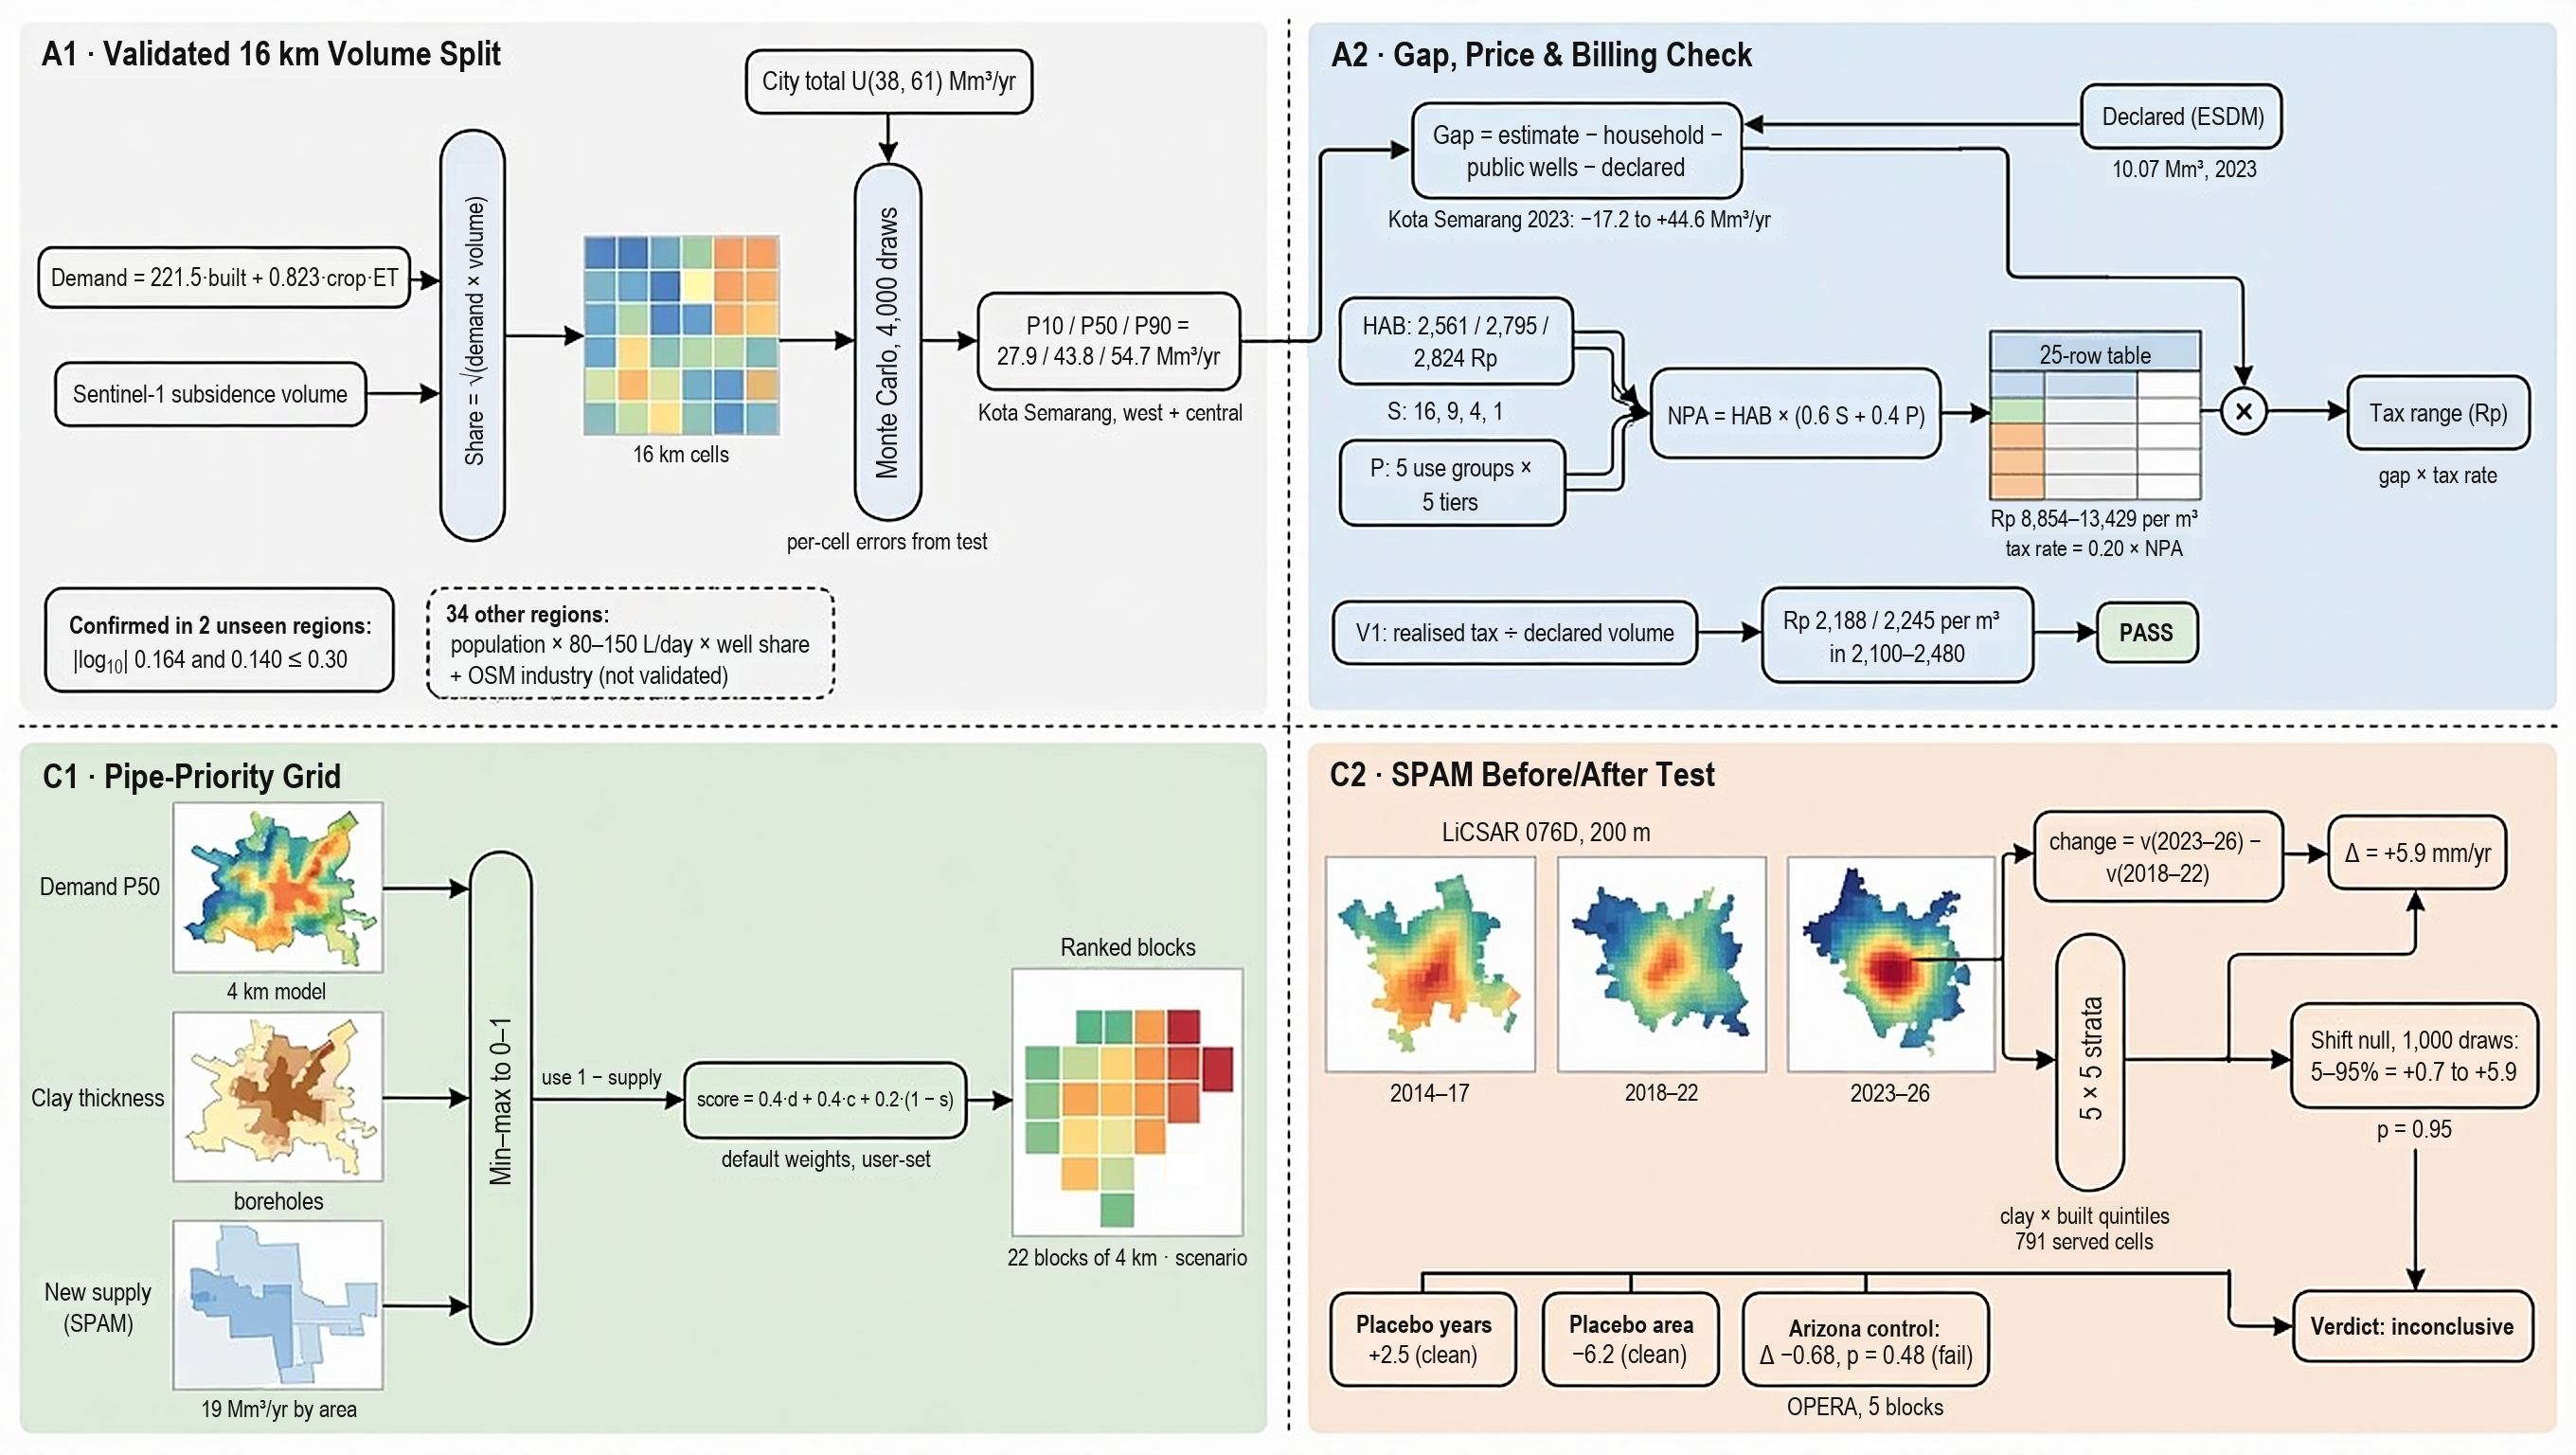 A1 · Validated 16 km Volume Split
City total U(38, 61) Mm³/yr
Demand = 221.5·built + 0.823·crop·ET
Sentinel-1 subsidence volume
Share = √(demand × volume)
16 km cells
Monte Carlo, 4,000 draws
per-cell errors from test
P10 / P50 / P90 =
27.9 / 43.8 / 54.7 Mm³/yr
Kota Semarang, west + central
Confirmed in 2 unseen regions:
|log₁₀| 0.164 and 0.140 ≤ 0.30
34 other regions:
population × 80–150 L/day × well share
+ OSM industry (not validated)
A2 · Gap, Price & Billing Check
Gap = estimate − household −
public wells − declared
Kota Semarang 2023: −17.2 to +44.6 Mm³/yr
Declared (ESDM)
10.07 Mm³, 2023
HAB: 2,561 / 2,795 /
2,824 Rp
S: 16, 9, 4, 1
P: 5 use groups ×
5 tiers
NPA = HAB × (0.6 S + 0.4 P)
25-row table
Rp 8,854–13,429 per m³
tax rate = 0.20 × NPA
×
Tax range (Rp)
gap × tax rate
V1: realised tax ÷ declared volume
Rp 2,188 / 2,245 per m³
in 2,100–2,480
PASS
C1 · Pipe-Priority Grid
Demand P50
4 km model
Clay thickness
boreholes
New supply
(SPAM)
19 Mm³/yr by area
Min–max to 0–1
use 1 − supply
score = 0.4·d + 0.4·c + 0.2·(1 − s)
default weights, user-set
Ranked blocks
22 blocks of 4 km · scenario
C2 · SPAM Before/After Test
LiCSAR 076D, 200 m
2014–17
2018–22
2023–26
change = v(2023–26) −
v(2018–22)
Δ = +5.9 mm/yr
5 × 5 strata
clay × built quintiles
791 served cells
Shift null, 1,000 draws:
5–95% = +0.7 to +5.9
p = 0.95
Placebo years
+2.5 (clean)
Placebo area
−6.2 (clean)
Arizona control:
Δ −0.68, p = 0.48 (fail)
OPERA, 5 blocks
Verdict: inconclusive